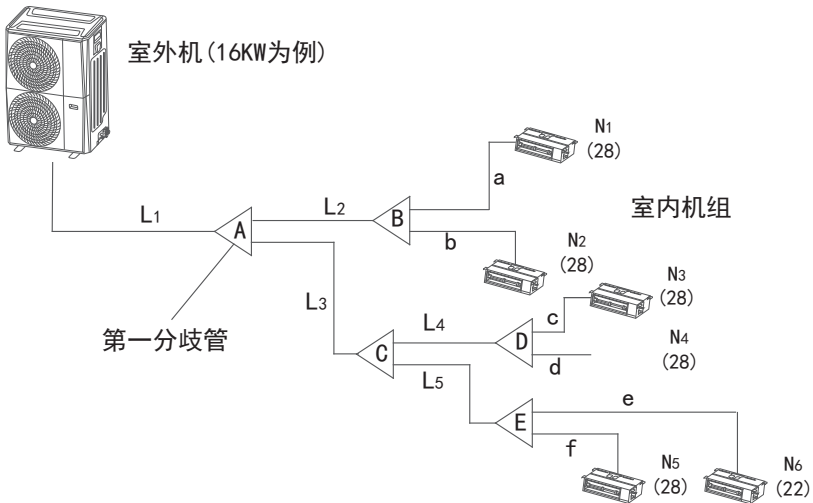 室外机(16KW为例)
N1
(28)
a
L1
A
L2
B
b
室内机组
N2
(28)
N3
(28)
L3
第一分歧管
C
L4
D
c
d
N4
(28)
L5
E
e
f
N5
(28)
N6
(22)